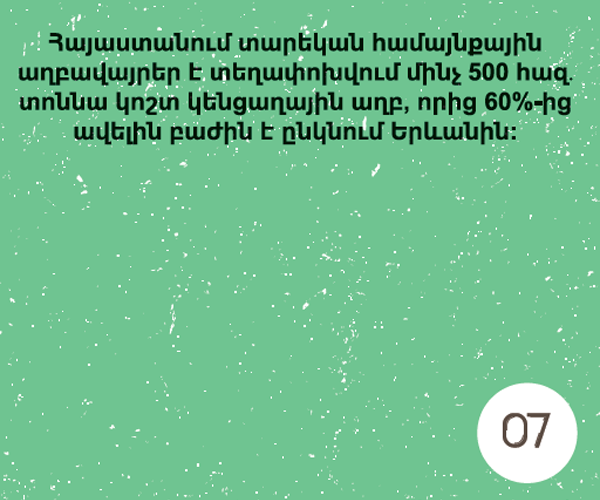 Հայաստանում տարեկան համայնքային
աղբավայրեր է տեղափոխվում մինչ 500 հազ.
տոննա կոշտ կենցաղային աղբ, որից 60%-ից
ավելին բաժին է ընկնում Երևանին:
07